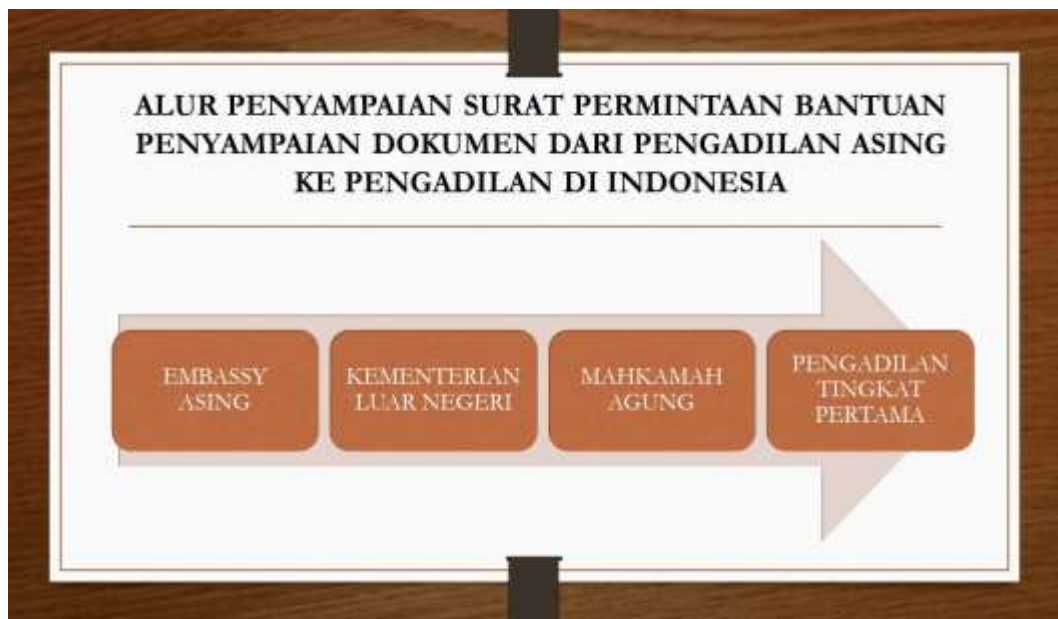 ALUR PENYAMPAIAN SURAT PERMINTAAN BANTUAN
PENYAMPAIAN DOKUMEN DARI PENGADILAN ASING
KE PENGADILAN DI INDONESIA
EMBASSY
ASING
KEMENTERIAN
LUAR NEGERI
MAHKAMAH
AGUNG
PENGADILAN
TINGKAT
PERTAMA